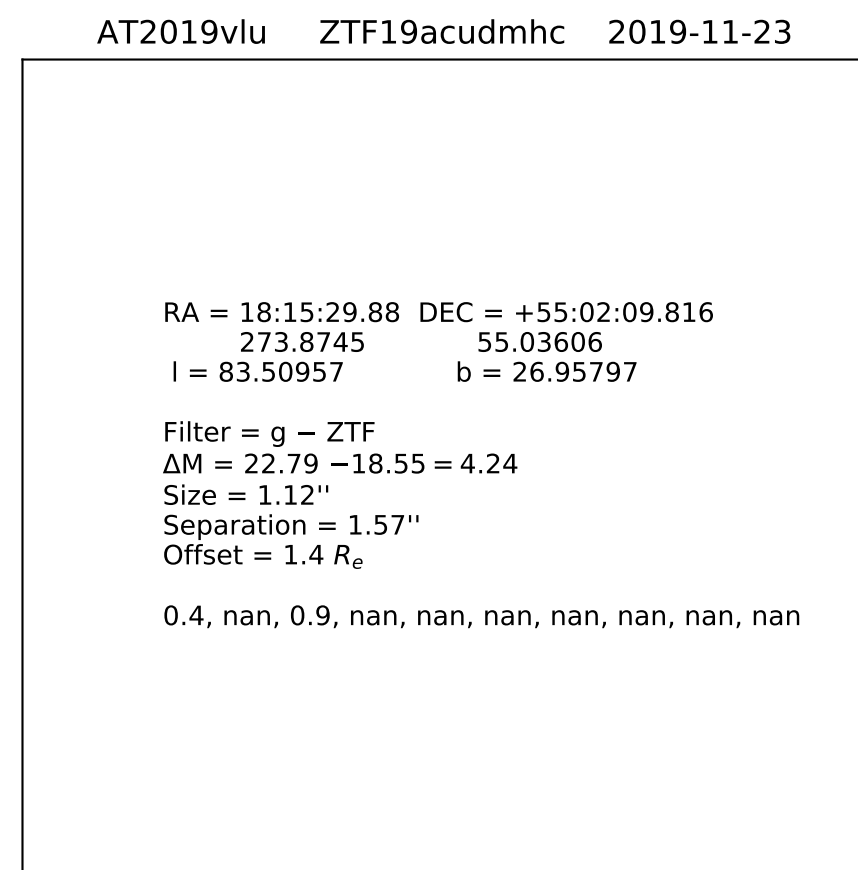 AT2019vlu ZTF19acudmhc 2019-11-23
RA = 18:15:29.88 DEC = +55:02:09.816
273.8745 55.03606
l = 83.50957 b = 26.95797
Filter = g − ZTF
ΔM = 22.79 −18.55 = 4.24
Size = 1.12''
Separation = 1.57''
Offset = 1.4 Rₑ
0.4, nan, 0.9, nan, nan, nan, nan, nan, nan, nan